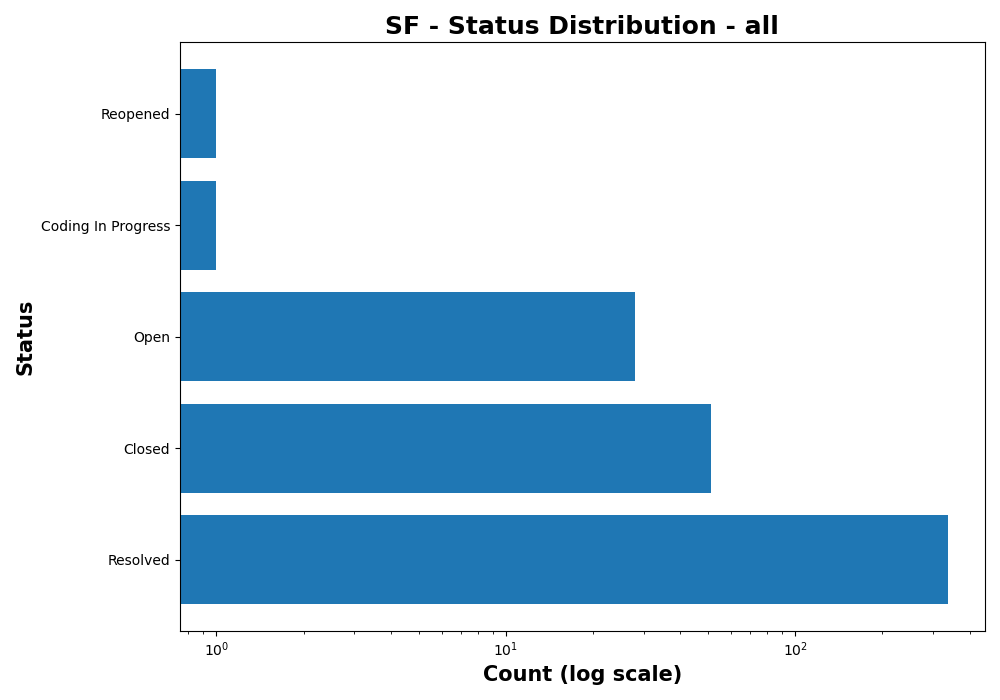 SF - Status Distribution - all
Status
Reopened
Coding In Progress
Open
Closed
Resolved
10⁰ 10¹ 10²
Count (log scale)